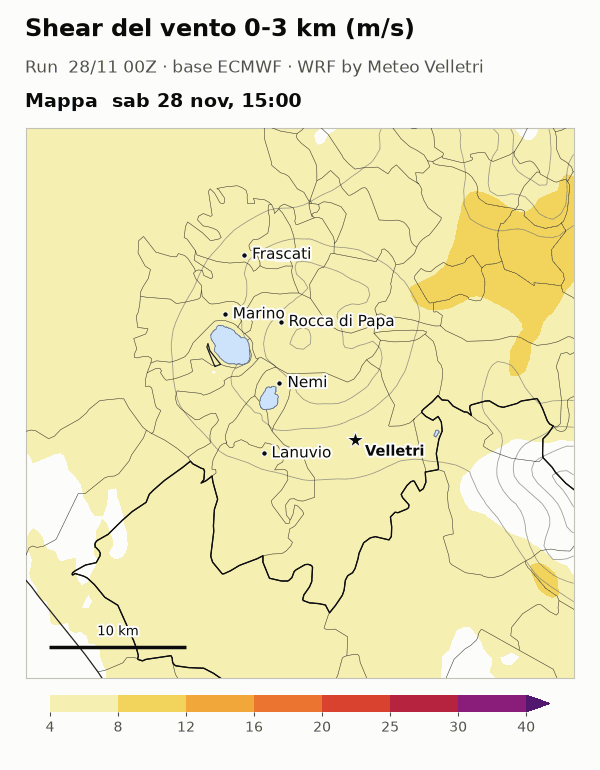 Shear del vento 0-3 km (m/s)
Run  28/11 00Z · base ECMWF · WRF by Meteo Velletri
Mappa  sab 28 nov, 15:00
Frascati
Marino
Rocca di Papa
Nemi
Velletri
Lanuvio
10 km
4 8 12 16 20 25 30 40